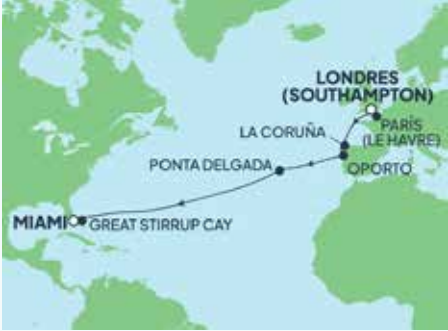 LONDRES
(SOUTHAMPTON)
PARÍS
(LE HAVRE)
LA CORUÑA
OPORTO
PONTA DELGADA
MIAMI
GREAT STIRRUP CAY